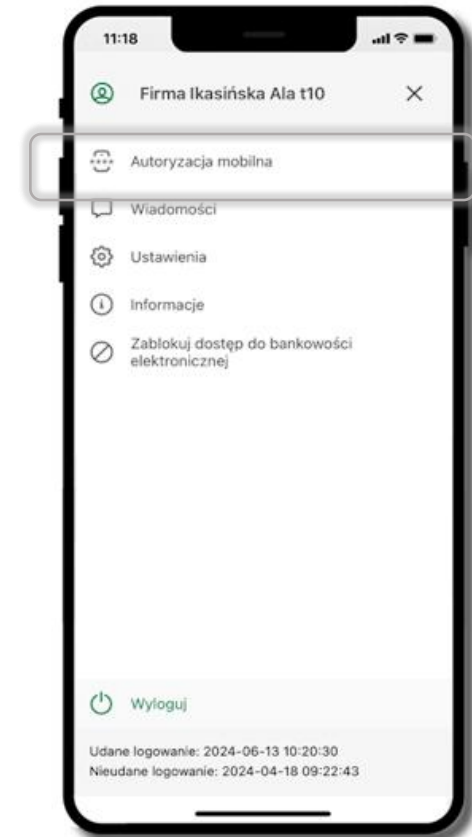 11:18
Firma Ikasińska Ala t10
Autoryzacja mobilna
Wiadomości
Ustawienia
Informacje
Zablokuj dostęp do bankowości
elektronicznej
Wyloguj
Udane logowanie: 2024-06-13 10:20:30
Nieudane logowanie: 2024-04-18 09:22:43